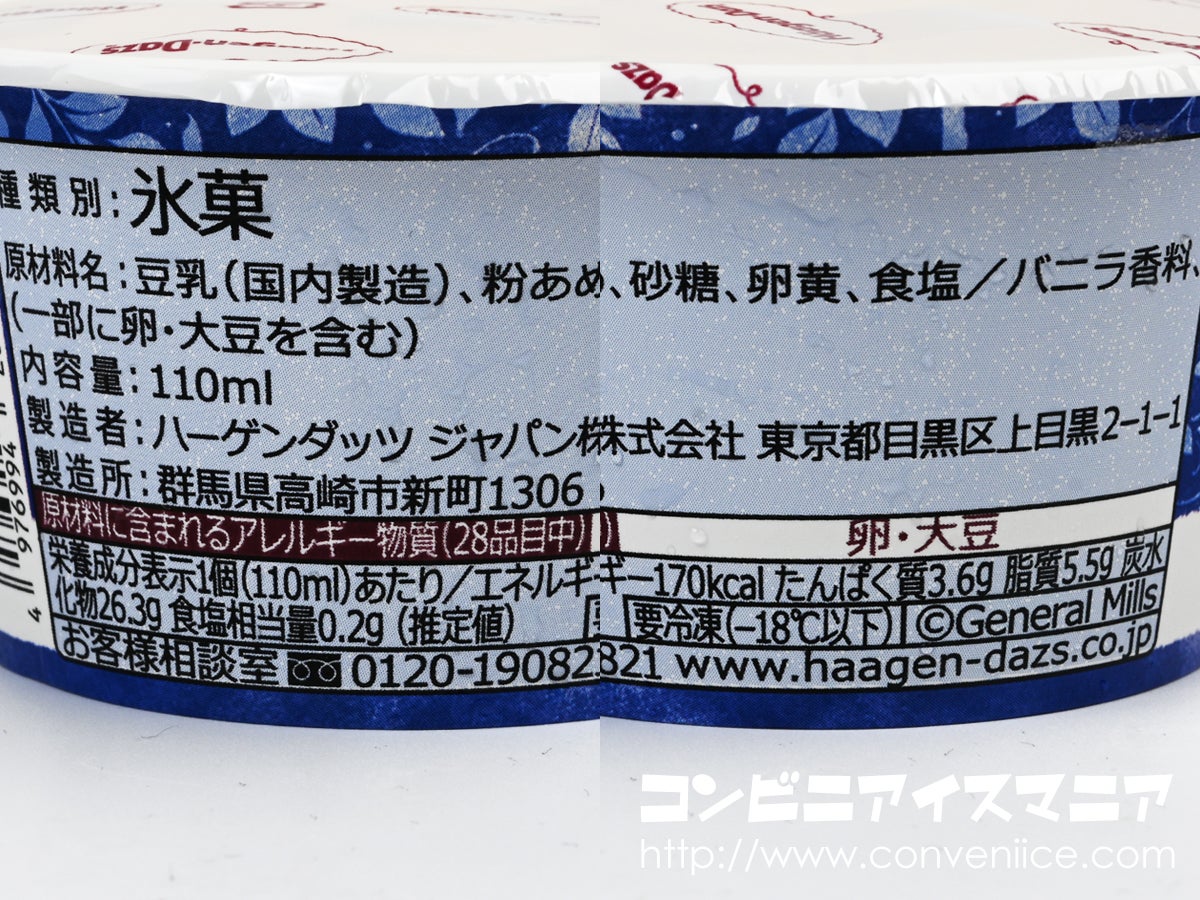 Häagen-Dazs
種類別：氷菓
原材料名：豆乳（国内製造）、粉あめ、砂糖、卵黄、食塩／バニラ香料、
（一部に卵・大豆を含む）
内容量：110ml
製造者：ハーゲンダッツ ジャパン株式会社 東京都目黒区上目黒2-1-1
製造所：群馬県高崎市新町1306
原材料に含まれるアレルギー物質(28品目中) 卵・大豆
栄養成分表示1個(110ml)あたり／エネルギー170kcal たんぱく質3.6g 脂質5.5g 炭水
化物26.3g 食塩相当量0.2g（推定値） 要冷凍(−18℃以下) ©General Mills
お客様相談室 0120-190821 www.haagen-dazs.co.jp
4 976994
コンビニアイスマニア
http://www.conveniice.com